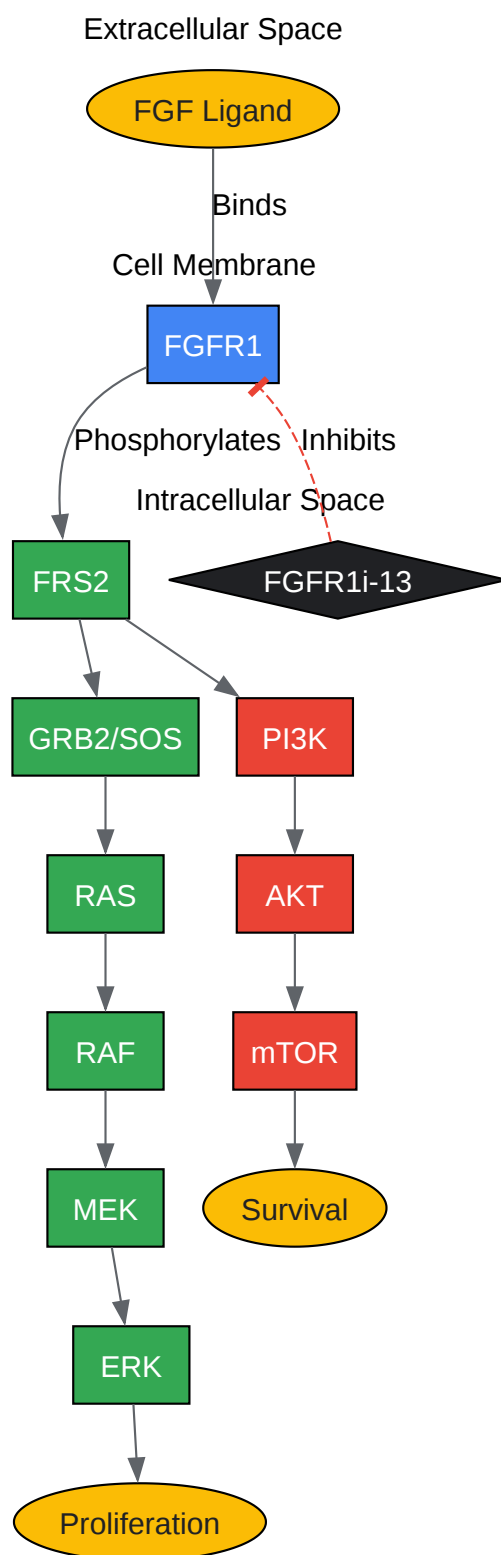 Extracellular Space
FGF Ligand
Binds
Cell Membrane
FGFR1
Phosphorylates
Inhibits
Intracellular Space
FRS2
FGFR1i-13
GRB2/SOS
PI3K
RAS
AKT
RAF
mTOR
MEK
Survival
ERK
Proliferation